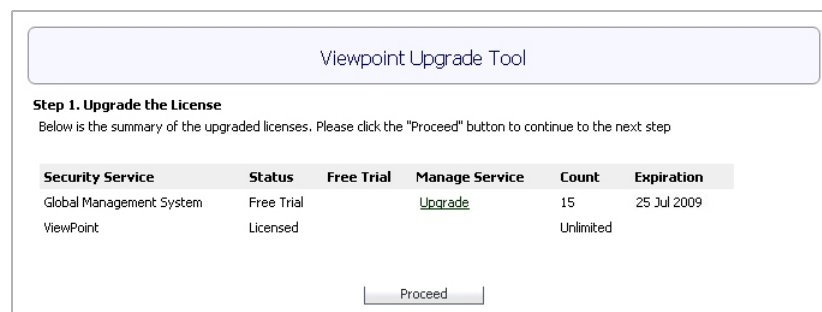 Viewpoint Upgrade Tool
Step 1. Upgrade the License
Below is the summary of the upgraded licenses. Please click the "Proceed" button to continue to the next step
Security Service Status Free Trial Manage Service Count Expiration
Global Management System Free Trial Upgrade 15 25 Jul 2009
ViewPoint Licensed Unlimited
Proceed